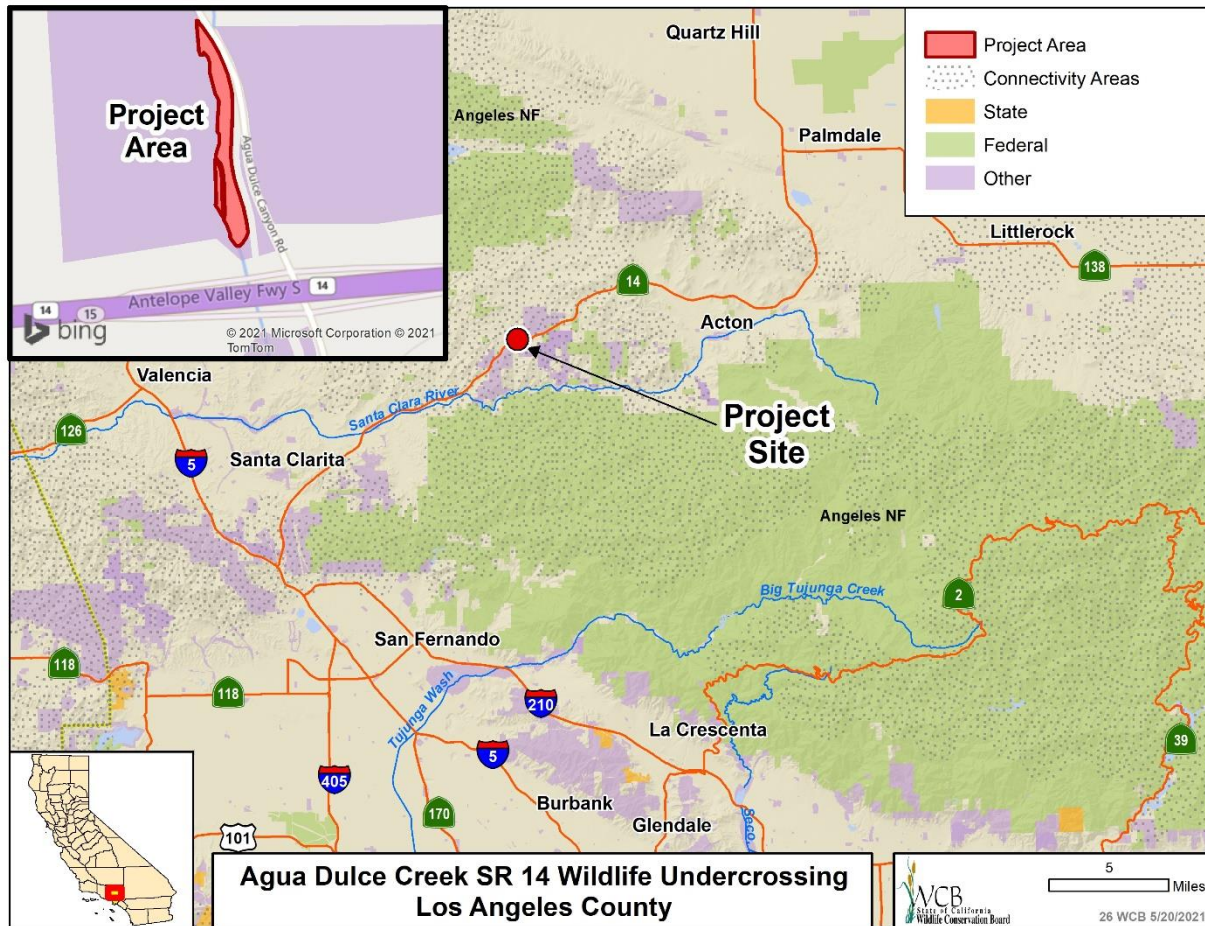 Project
Area
Agua Dulce Canyon Rd
Antelope Valley Fwy S
14
14
15
bing
© 2021 Microsoft Corporation © 2021
TomTom
Quartz Hill
Angeles NF
Palmdale
Project Area
Connectivity Areas
State
Federal
Other
Littlerock
138
14
Acton
Valencia
Santa Clara River
Project
Site
126
5
Santa Clarita
Angeles NF
Big Tujunga Creek
2
San Fernando
118
118
Tujunga Wash
210
La Crescenta
39
5
405
Burbank
170
Glendale
Seco
101
Agua Dulce Creek SR 14 Wildlife Undercrossing
Los Angeles County
WCB
State of California
Wildlife Conservation Board
5
Miles
26 WCB 5/20/2021